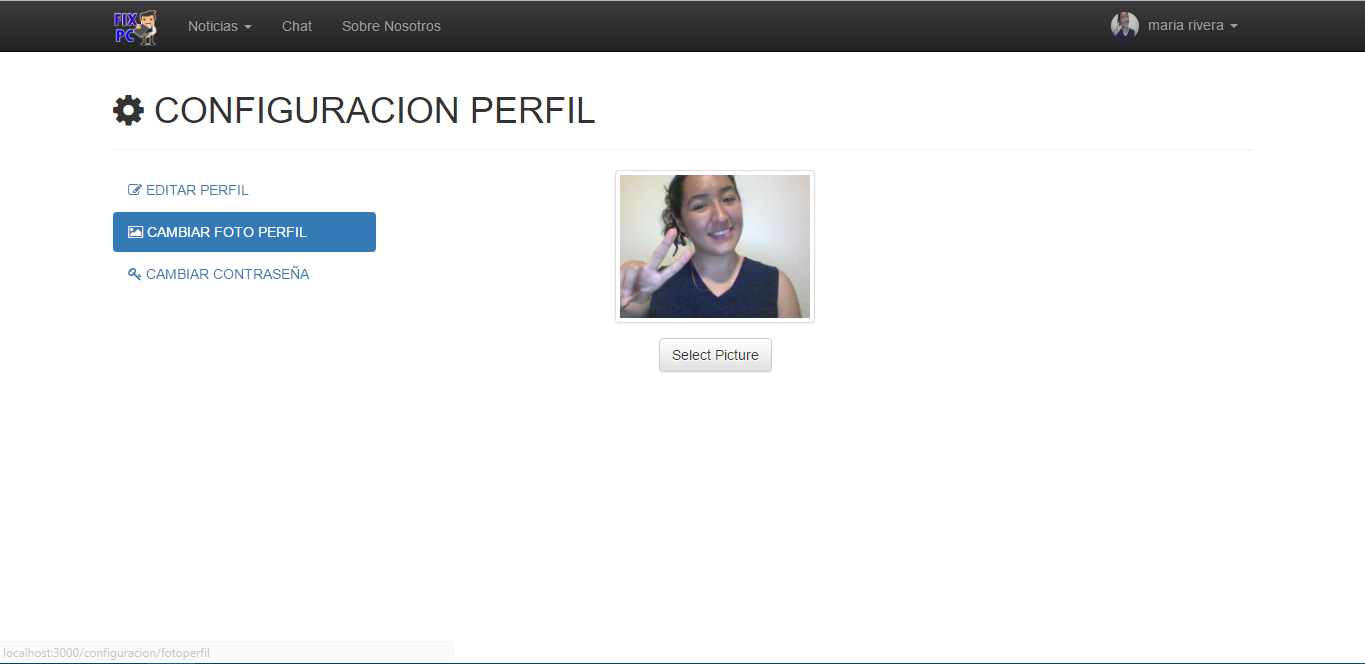 FIX
PC
Noticias
Chat
Sobre Nosotros
maria rivera
CONFIGURACION PERFIL
EDITAR PERFIL
CAMBIAR FOTO PERFIL
CAMBIAR CONTRASEÑA
Select Picture
localhost:3000/configuracion/fotoperfil